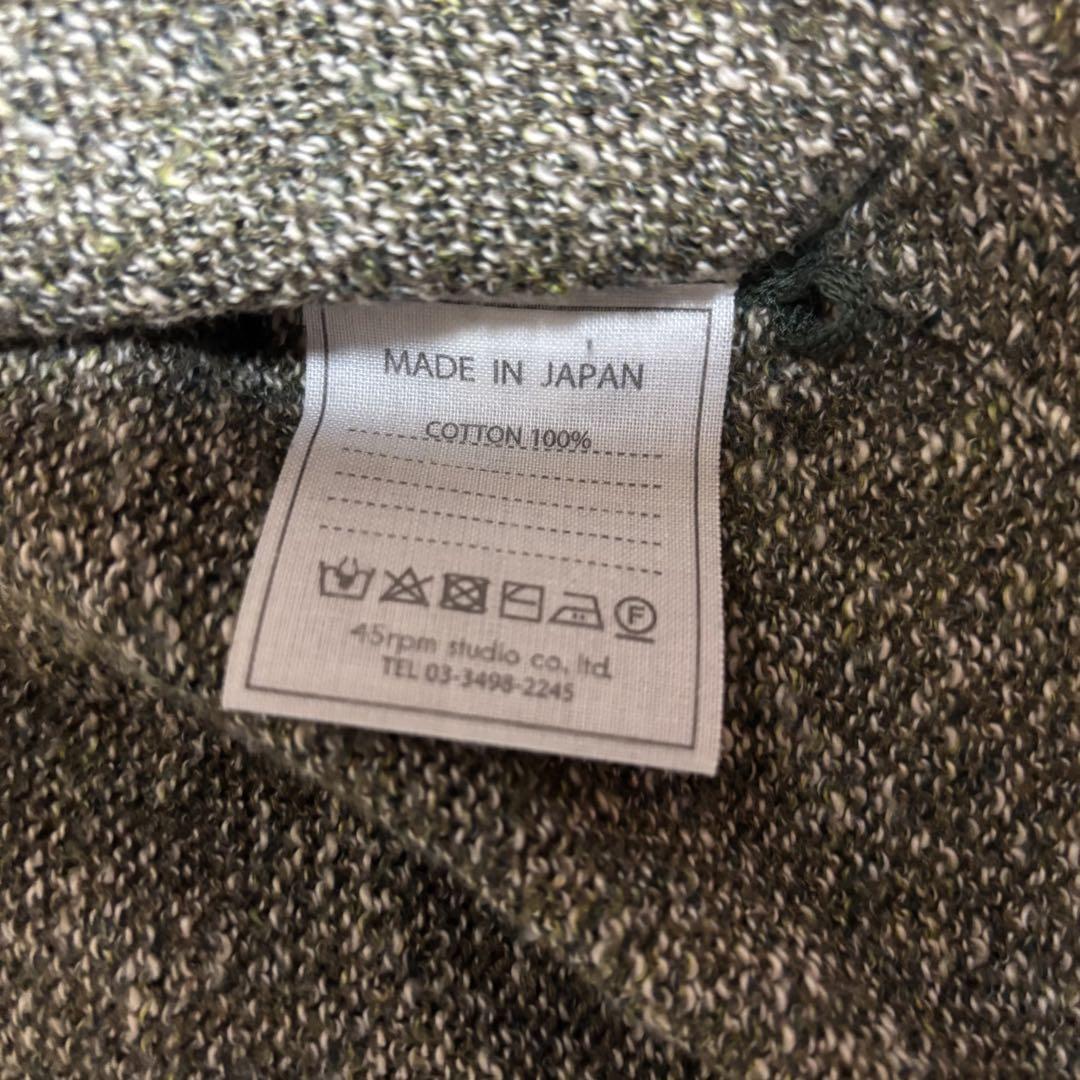 MADE IN JAPAN
COTTON 100%
F
45rpm studio co., ltd.
TEL 03-3498-2245